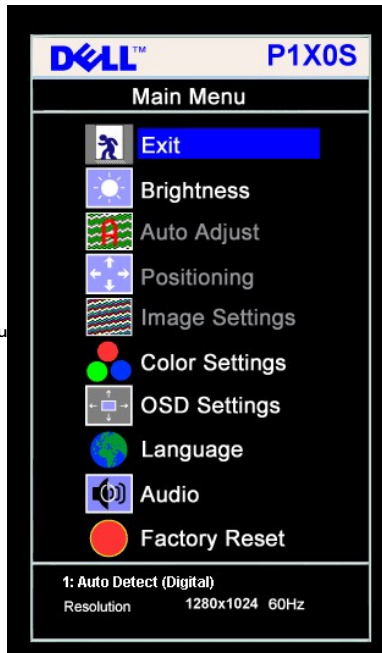 DELL™ P1X0S
Main Menu
Exit
Brightness
Auto Adjust
Positioning
Image Settings
u
Color Settings
OSD Settings
Language
Audio
Factory Reset
1: Auto Detect (Digital)
Resolution 1280x1024 60Hz